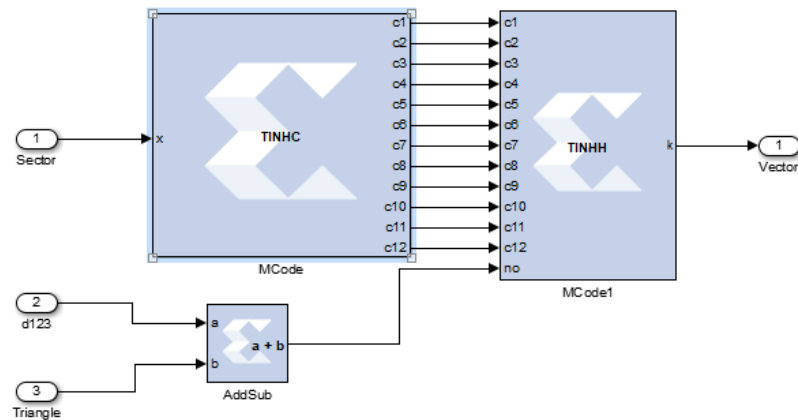 1
Sector
x
TINHC
c1
c2
c3
c4
c5
c6
c7
c8
c9
c10
c11
c12
MCode
c1
c2
c3
c4
c5
c6
c7
c8
c9
c10
c11
c12
no
TINHH
k
MCode1
1
Vector
2
d123
3
Triangle
a
b
a + b
AddSub